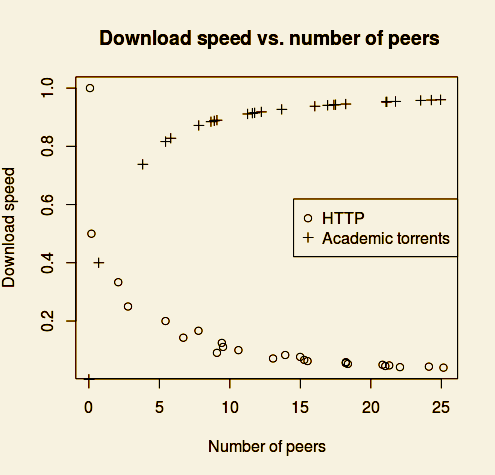 Download speed vs. number of peers
Download speed
1.0
0.8
0.6
0.4
0.2
HTTP
Academic torrents
0 5 10 15 20 25
Number of peers